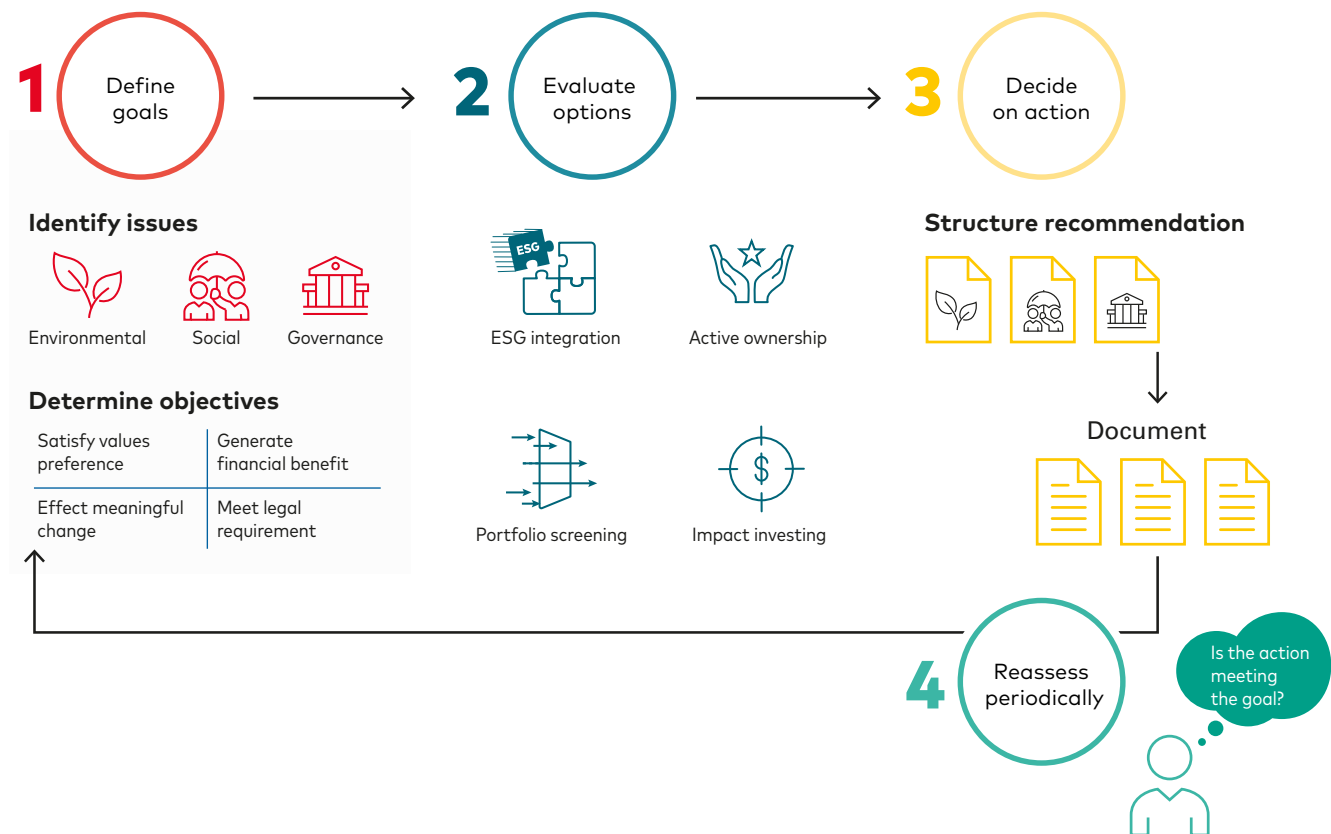 1
Define
goals
2
Evaluate
options
3
Decide
on action
Identify issues
Environmental
Social
Governance
Determine objectives
Satisfy values
preference
Generate
financial benefit
Effect meaningful
change
Meet legal
requirement
ESG
ESG integration
Active ownership
Portfolio screening
$
Impact investing
Structure recommendation
Document
4
Reassess
periodically
Is the action
meeting
the goal?